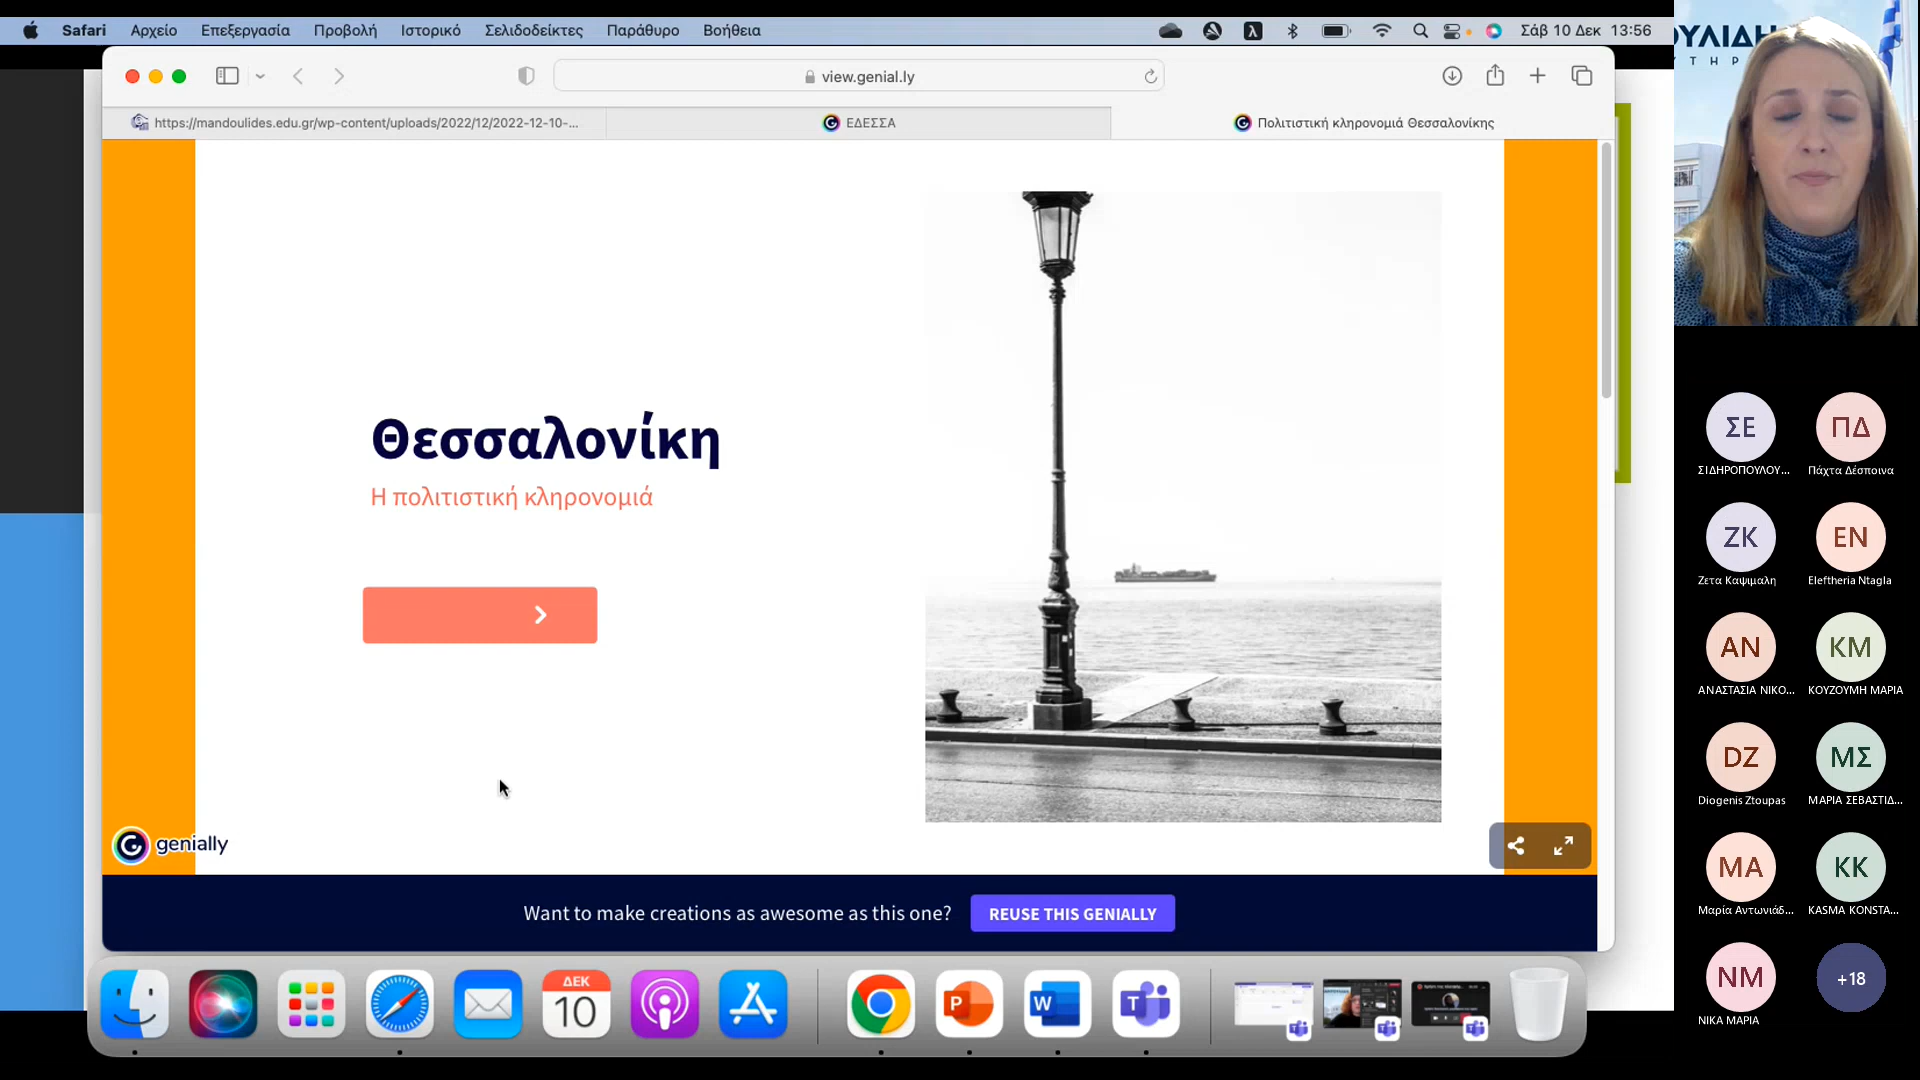 Safari Αρχείο Επεξεργασία Προβολή Ιστορικό Σελιδοδείκτες Παράθυρο Βοήθεια Σάβ 10 Δεκ 13:56
view.genial.ly
https://mandoulides.edu.gr/wp-content/uploads/2022/12/2022-12-10-...
ΕΔΕΣΣΑ
Πολιτιστική κληρονομιά Θεσσαλονίκης
Θεσσαλονίκη
Η πολιτιστική κληρονομιά
genially
Want to make creations as awesome as this one?
REUSE THIS GENIALLY
ΔΕΚ
10
P
W
T
ΣΕ
ΣΙΔΗΡΟΠΟΥΛΟΥ...
ΠΔ
Πάχτα Δέσποινα
ΖΚ
Ζετα Καψιμαλη
EN
Eleftheria Ntagla
ΑΝ
ΑΝΑΣΤΑΣΙΑ ΝΙΚΟ...
ΚΜ
ΚΟΥΖΟΥΜΗ ΜΑΡΙΑ
DZ
Diogenis Ztoupas
ΜΣ
ΜΑΡΙΑ ΣΕΒΑΣΤΙΔ...
ΜΑ
Μαρία Αντωνιάδ...
KK
KASMA KONSTA...
ΝΜ
ΝΙΚΑ ΜΑΡΙΑ
+18